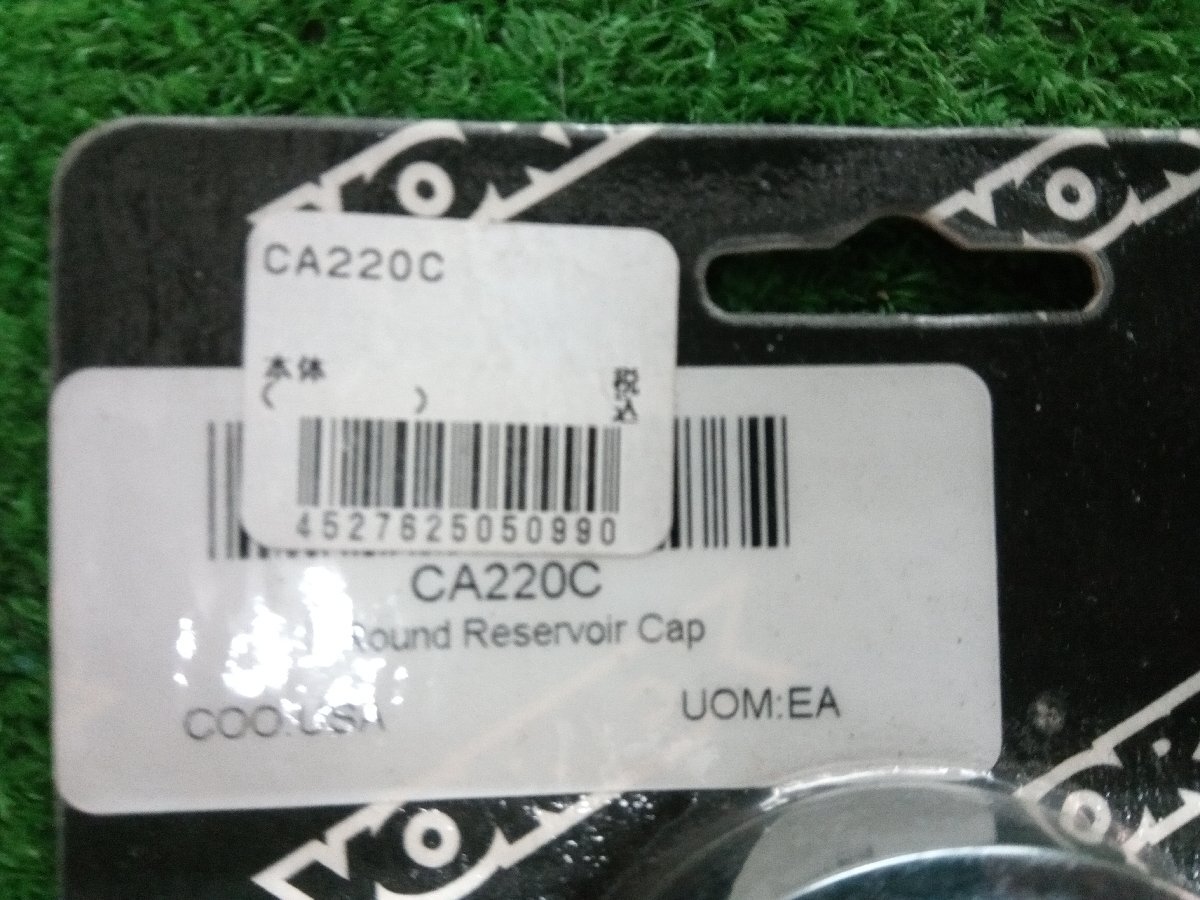 CA220C
本体
税込
(          )
4527625050990
CA220C
Round Reservoir Cap
COO:USA
UOM:EA